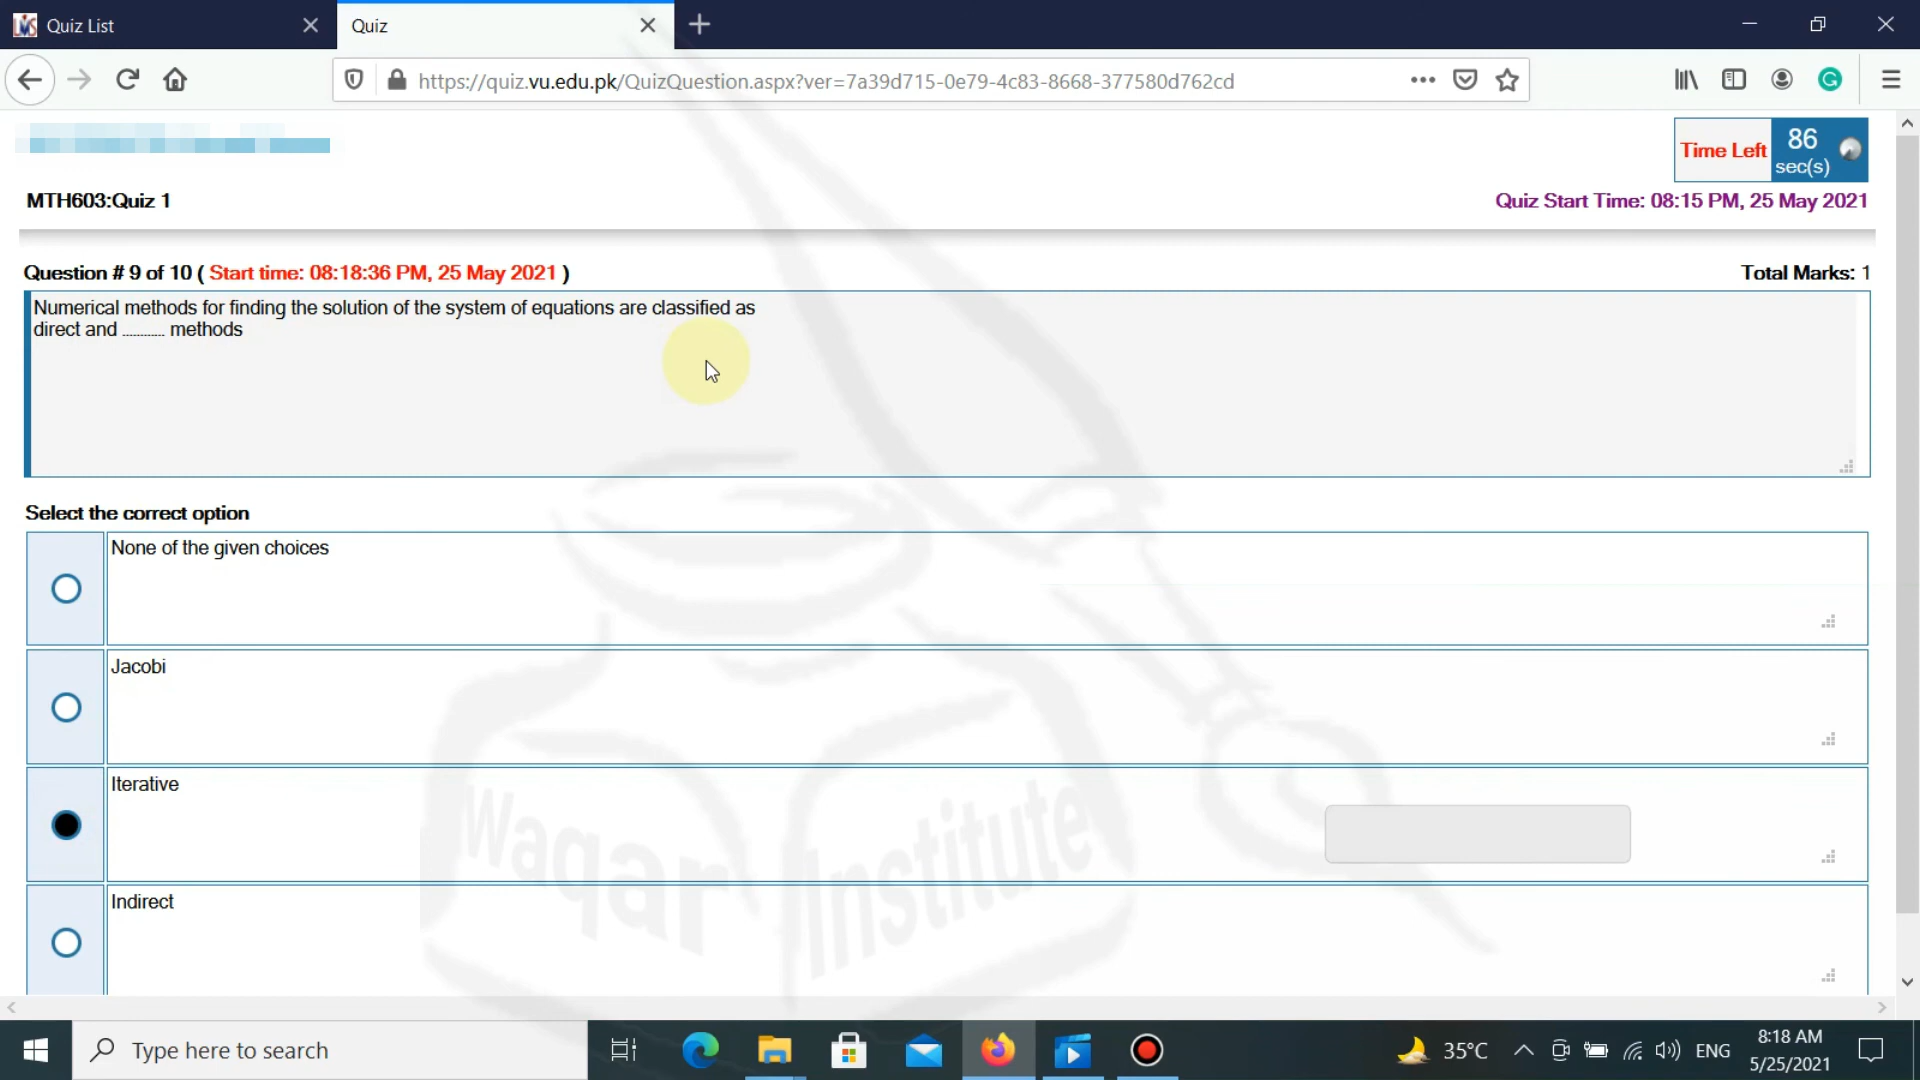 Quiz List
Quiz
https://quiz.vu.edu.pk/QuizQuestion.aspx?ver=7a39d715-0e79-4c83-8668-377580d762cd
Time Left 86 sec(s)
MTH603:Quiz 1
Quiz Start Time: 08:15 PM, 25 May 2021
Question # 9 of 10 ( Start time: 08:18:36 PM, 25 May 2021 )
Total Marks: 1
Numerical methods for finding the solution of the system of equations are classified as
direct and ............ methods
Select the correct option
None of the given choices
Jacobi
Iterative
Indirect
Waqar Institute
Type here to search
35°C
ENG
8:18 AM
5/25/2021